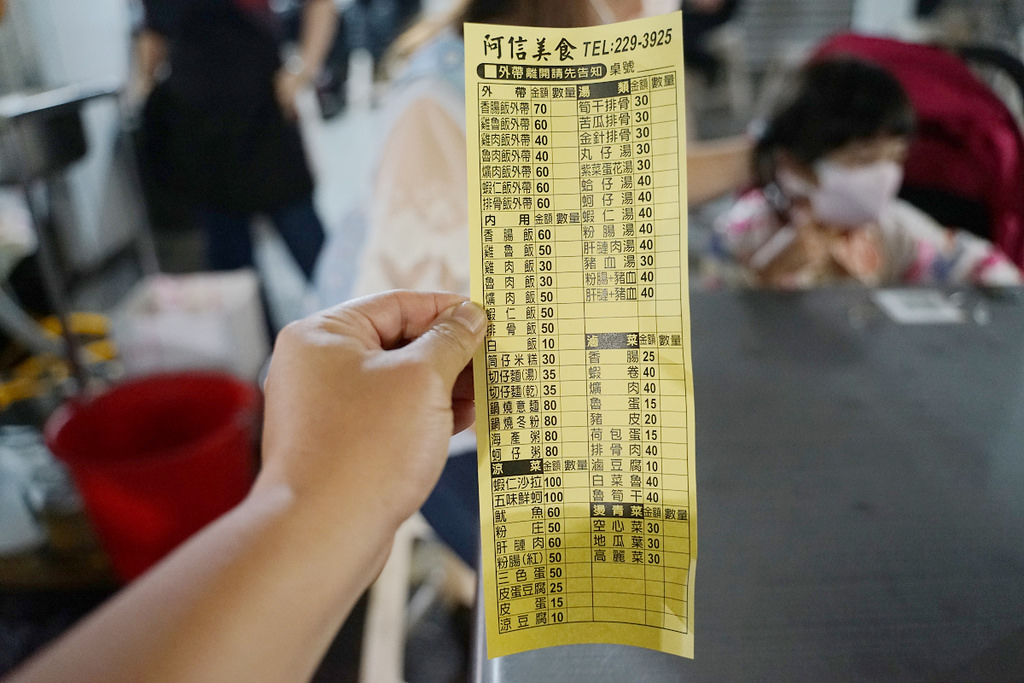 阿信美食 TEL:229-3925
外帶離開請先告知 桌號
外帶 金額 數量
香腸飯外帶 70
雞魯飯外帶 60
雞肉飯外帶 40
魯肉飯外帶 40
爌肉飯外帶 60
蝦仁飯外帶 60
排骨飯外帶 60
內用 金額 數量
香腸飯 60
雞魯飯 50
雞肉飯 30
魯肉飯 30
爌肉飯 50
蝦仁飯 50
排骨飯 50
白飯 10
筒仔米糕 30
切仔麵(湯) 35
切仔麵(乾) 35
鍋燒意麵 80
鍋燒冬粉 80
海產粥 80
蚵仔粥 80
涼菜 金額 數量
蝦仁沙拉 100
五味鮮蚵 100
魷魚 60
粉庄 50
肝腱肉 60
粉腸(紅) 50
三色蛋 50
皮蛋豆腐 25
皮蛋 15
涼豆腐 10
湯類 金額 數量
筍干排骨 30
苦瓜排骨 30
金針排骨 30
丸仔湯 30
紫菜蛋花湯 30
蛤仔湯 40
蚵仔湯 40
蝦仁湯 40
粉腸湯 40
肝腱肉湯 40
豬血湯 30
粉腸+豬血 40
肝腱+豬血 40
滷菜 金額 數量
香腸 25
蝦卷 40
爌肉 40
魯蛋 15
豬皮 20
荷包蛋 15
排骨肉 40
滷豆腐 10
白菜魯 40
魯筍干 40
燙青菜 金額 數量
空心菜 30
地瓜葉 30
高麗菜 30